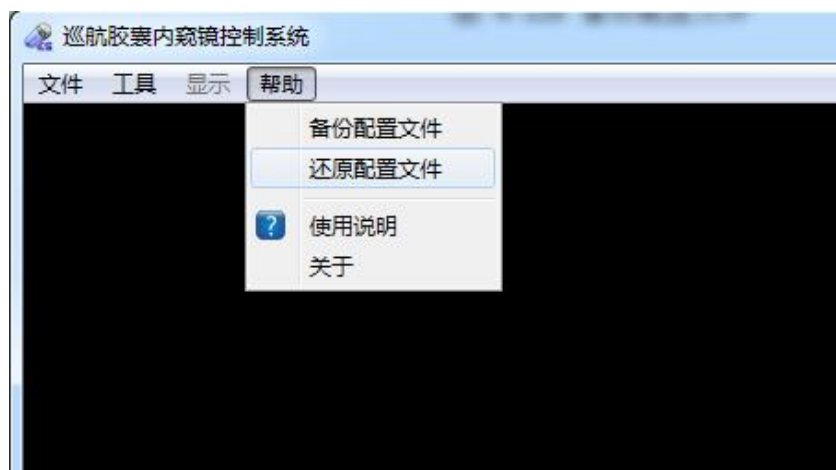 巡航胶囊内窥镜控制系统
文件 工具 显示 帮助
备份配置文件
还原配置文件
使用说明
关于